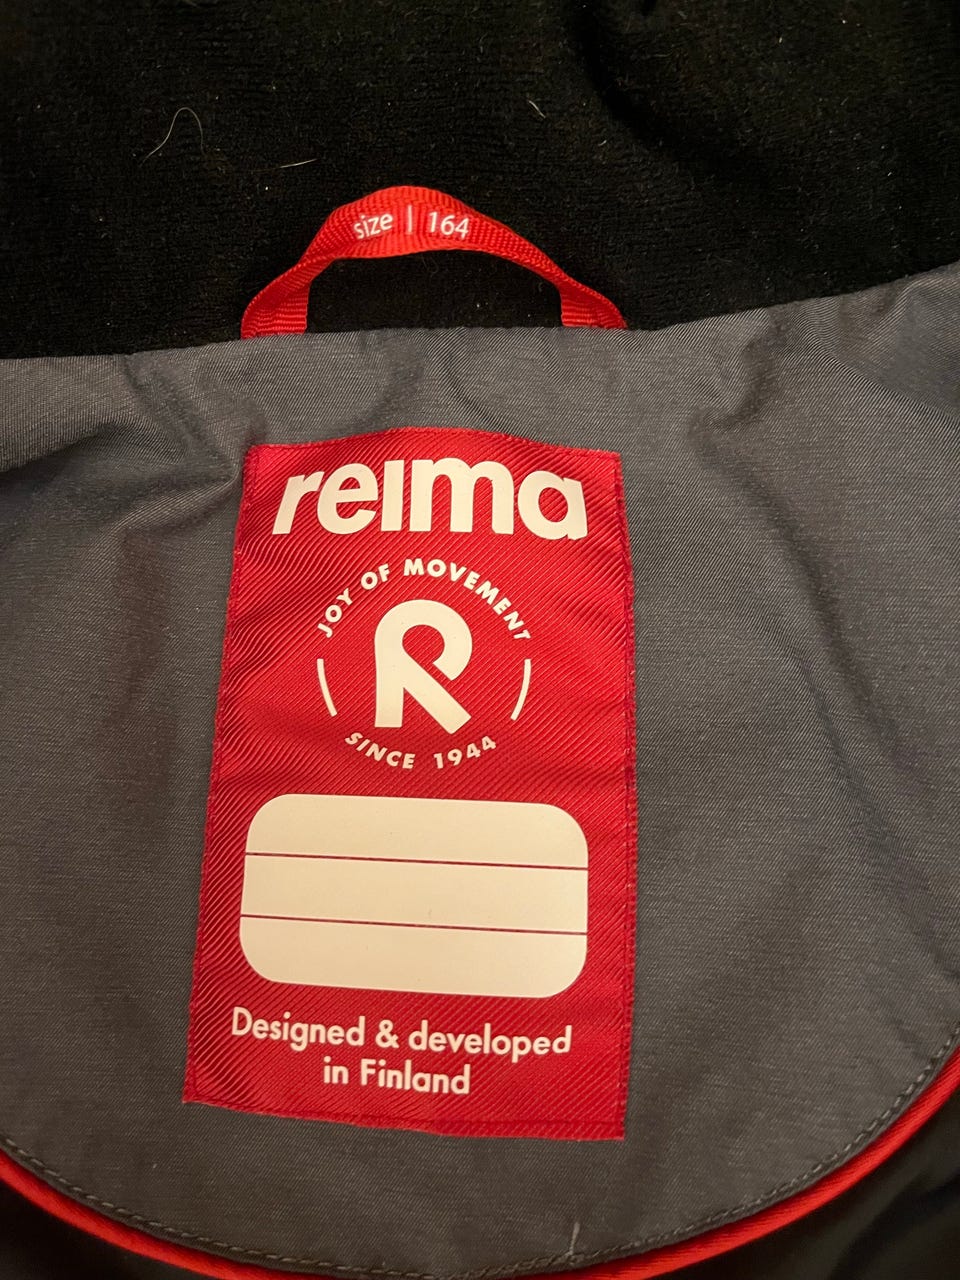 size | 164
reima
JOY OF MOVEMENT
R
SINCE 1944
Designed & developed
in Finland